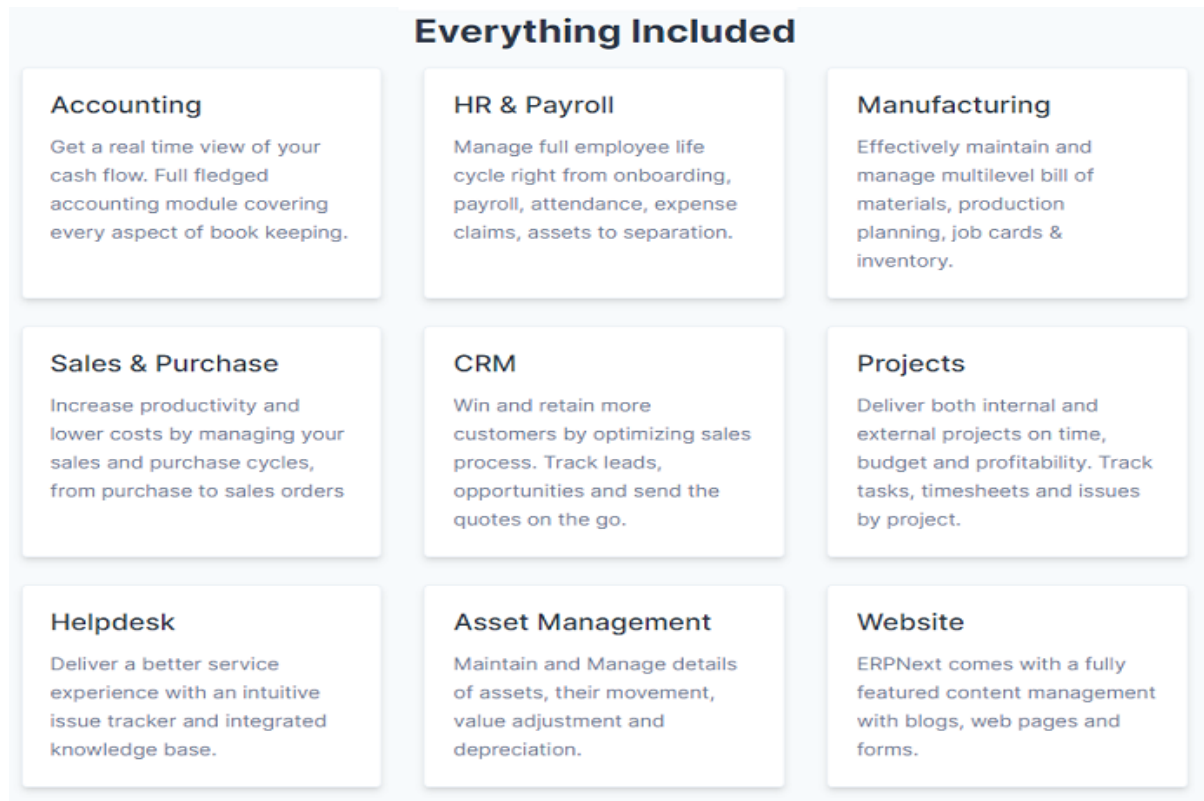 Everything Included
Accounting
Get a real time view of your
cash flow. Full fledged
accounting module covering
every aspect of book keeping.
HR & Payroll
Manage full employee life
cycle right from onboarding,
payroll, attendance, expense
claims, assets to separation.
Manufacturing
Effectively maintain and
manage multilevel bill of
materials, production
planning, job cards &
inventory.
Sales & Purchase
Increase productivity and
lower costs by managing your
sales and purchase cycles,
from purchase to sales orders
CRM
Win and retain more
customers by optimizing sales
process. Track leads,
opportunities and send the
quotes on the go.
Projects
Deliver both internal and
external projects on time,
budget and profitability. Track
tasks, timesheets and issues
by project.
Helpdesk
Deliver a better service
experience with an intuitive
issue tracker and integrated
knowledge base.
Asset Management
Maintain and Manage details
of assets, their movement,
value adjustment and
depreciation.
Website
ERPNext comes with a fully
featured content management
with blogs, web pages and
forms.